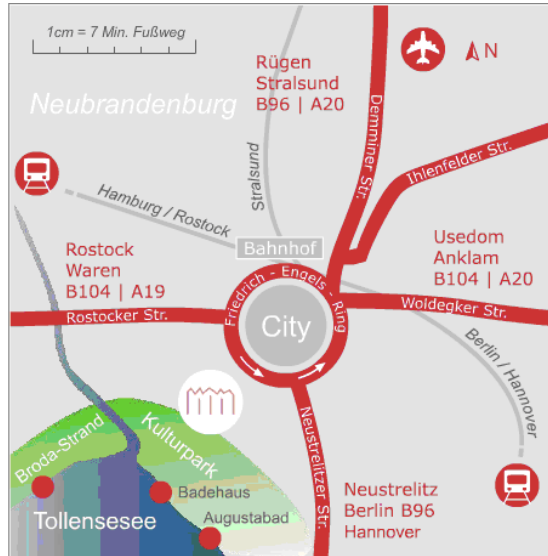 1cm = 7 Min. Fußweg
N
Rügen
Stralsund
B96 | A20
Neubrandenburg
Demminer Str.
Ihlenfelder Str.
Stralsund
Hamburg / Rostock
Bahnhof
Rostock
Waren
B104 | A19
Usedom
Anklam
B104 | A20
Friedrich - Engels - Ring
Rostocker Str.
City
Woldegker Str.
Berlin / Hannover
Neustrelitzer Str.
Broda-Strand
Kulturpark
Badehaus
Tollensesee
Augustabad
Neustrelitz
Berlin B96
Hannover